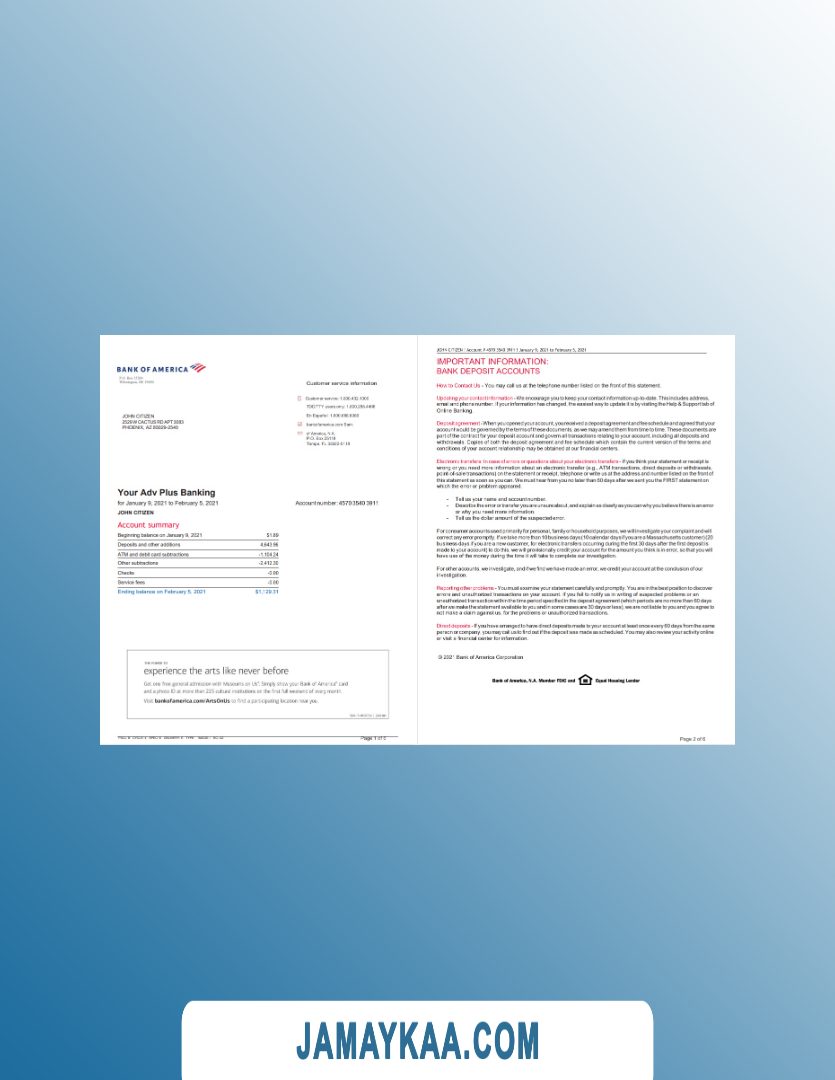 BANK OF AMERICA
P.O. Box 15284
Wilmington, DE 19850
Customer service information
Customer service: 1.800.432.1000
TDD/TTY users only: 1.800.288.4408
En Español: 1.800.688.6086
bankofamerica.com
of America, N.A.
P.O. Box 25118
Tampa, FL 33622-5118
JOHN CITIZEN
2529 W CACTUS RD APT 3083
PHOENIX, AZ 85029-2540
Your Adv Plus Banking
for January 9, 2021 to February 5, 2021
Account number: 4579 3540 3911
JOHN CITIZEN
Account summary
Beginning balance on January 9, 2021 $1.89
Deposits and other additions 4,643.96
ATM and debit card subtractions
Other subtractions -2,412.30
Checks
Service fees
Ending balance on February 5, 2021
experience the arts like never before
Get one free general admission with Museums on Us®. Simply show your Bank of America® card
and a photo ID at more than 225 cultural institutions on the first full weekend of every month.
Visit bankofamerica.com/ArtsOnUs to find a participating location near you.
Page 1 of 6
JOHN CITIZEN | Account # 4579 3540 3911 | January 9, 2021 to February 5, 2021
IMPORTANT INFORMATION:
BANK DEPOSIT ACCOUNTS
How to Contact Us - You may call us at the telephone number listed on the front of this statement.
Updating your contact information - We encourage you to keep your contact information up-to-date. This includes address,
email and phone number. If your information has changed, the easiest way to update it is by visiting the Help & Support tab of
Online Banking.
Deposit agreement - When you opened your account, you received a deposit agreement and fee schedule and agreed that your
account would be governed by the terms of these documents, as we may amend them from time to time. These documents are
part of the contract for your deposit account and govern all transactions relating to your account, including all deposits and
withdrawals. Copies of both the deposit agreement and fee schedule which contain the current version of the terms and
conditions of your account relationship may be obtained at our financial centers.
Electronic transfers: In case of errors or questions about your electronic transfers - If you think your statement or receipt is
wrong or you need more information about an electronic transfer (e.g., ATM transactions, direct deposits or withdrawals,
point-of-sale transactions) on the statement or receipt, telephone or write us at the address and number listed on the front of
this statement as soon as you can. We must hear from you no later than 60 days after we sent you the FIRST statement on
which the error or problem appeared.
- Tell us your name and account number.
- Describe the error or transfer you are unsure about, and explain as clearly as you can why you believe there is an error
or why you need more information.
- Tell us the dollar amount of the suspected error.
For consumer accounts used primarily for personal, family or household purposes, we will investigate your complaint and will
correct any error promptly. If we take more than 10 business days (10 calendar days if you are a Massachusetts customer) (20
business days if you are a new customer, for electronic transfers occurring during the first 30 days after the first deposit is
made to your account) to do this, we will provisionally credit your account for the amount you think is in error, so that you will
have use of the money during the time it will take to complete our investigation.
For other accounts, we investigate, and if we find we have made an error, we credit your account at the conclusion of our
investigation.
Reporting other problems - You must examine your statement carefully and promptly. You are in the best position to discover
errors and unauthorized transactions on your account. If you fail to notify us in writing of suspected problems or an
unauthorized transaction within the time period specified in the deposit agreement (which periods are no more than 60 days
after we make the statement available to you and in some cases are 30 days or less), we are not liable to you and you agree to
not make a claim against us, for the problems or unauthorized transactions.
Direct deposits - If you have arranged to have direct deposits made to your account at least once every 60 days from the same
person or company, you may call us to find out if the deposit was made as scheduled. You may also review your activity online
or visit a financial center for information.
© 2021 Bank of America Corporation
Bank of America, N.A. Member FDIC and Equal Housing Lender
Page 2 of 6
JAMAYKAA.COM